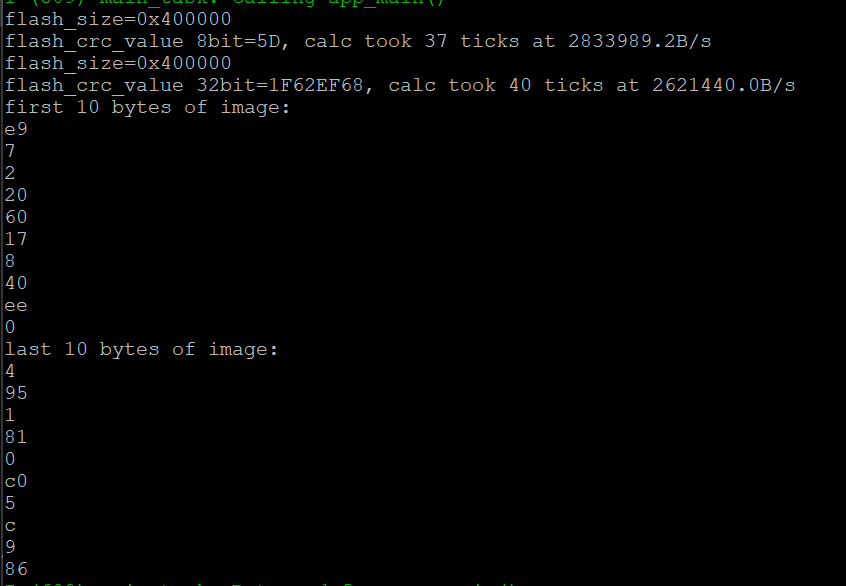 main_task: Calling app_main()
flash_size=0x400000
flash_crc_value 8bit=5D, calc took 37 ticks at 2833989.2B/s
flash_size=0x400000
flash_crc_value 32bit=1F62EF68, calc took 40 ticks at 2621440.0B/s
first 10 bytes of image:
e9
7
2
20
60
17
8
40
ee
0
last 10 bytes of image:
4
95
1
81
0
c0
5
c
9
86